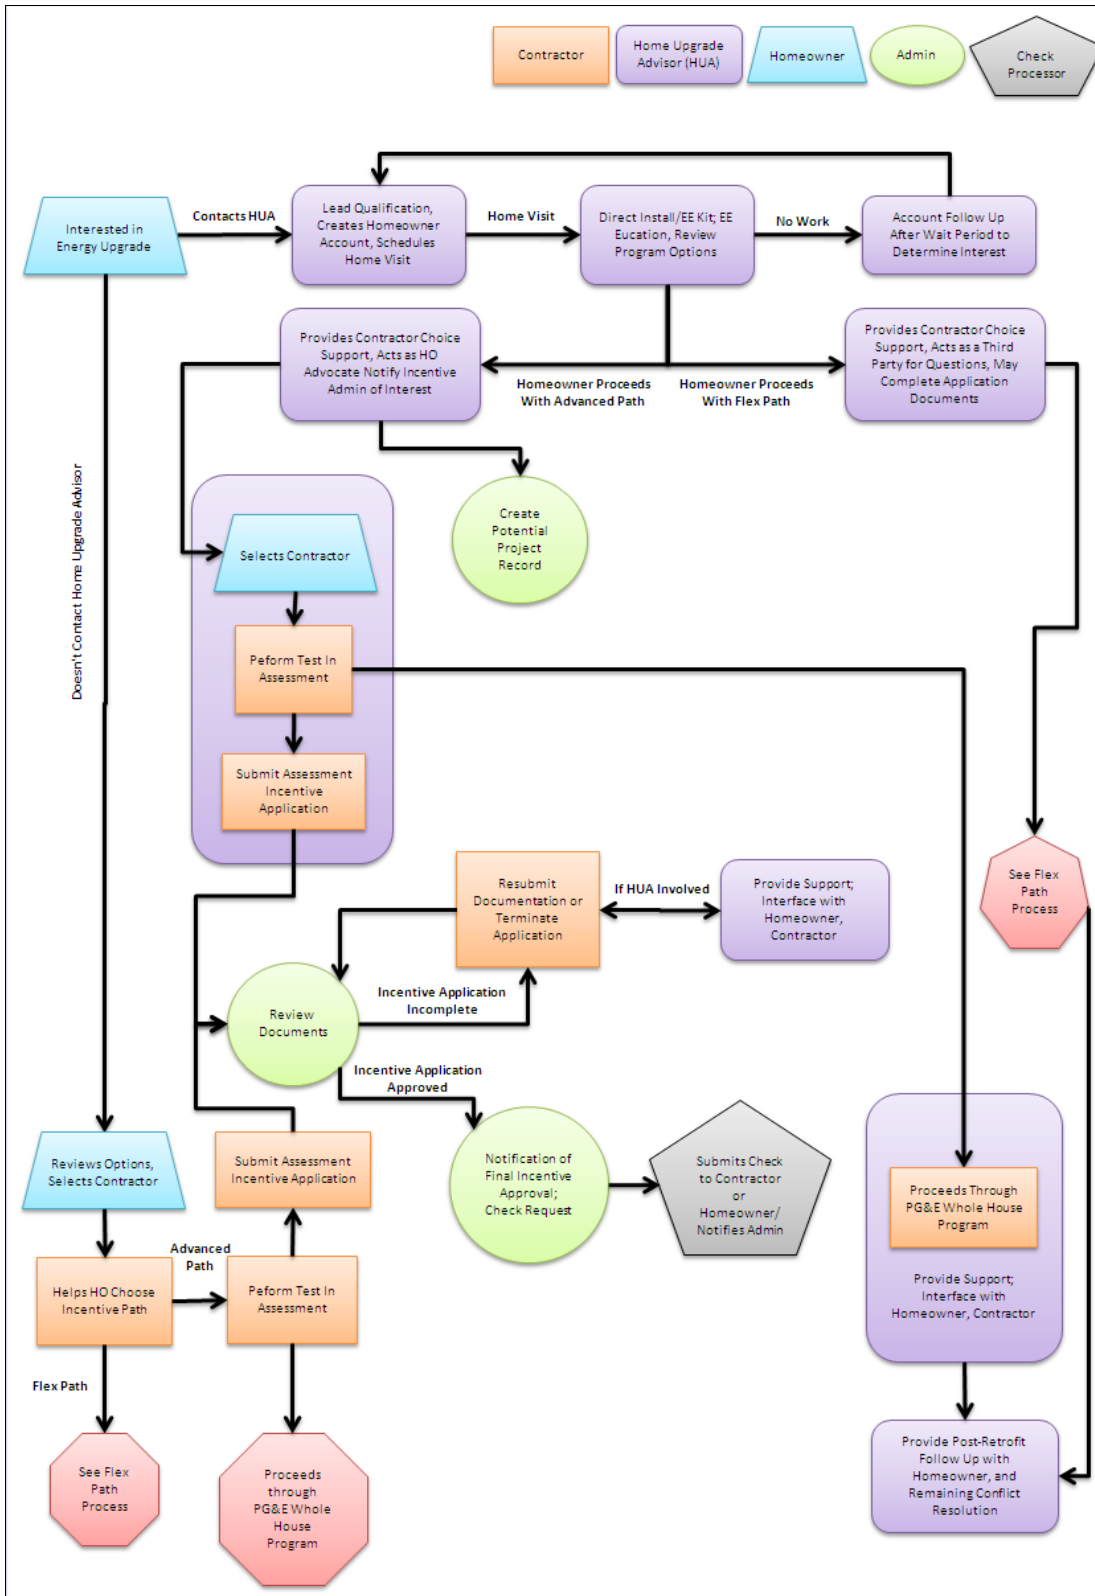 Contractor
Home Upgrade
Advisor (HUA)
Homeowner
Admin
Check
Processor
Interested in
Energy Upgrade
Contacts HUA
Lead Qualification,
Creates Homeowner
Account, Schedules
Home Visit
Home Visit
Direct Install/EE Kit; EE
Eucation, Review
Program Options
No Work
Account Follow Up
After Wait Period to
Determine Interest
Provides Contractor Choice
Support, Acts as HO
Advocate Notify Incentive
Admin of Interest
Homeowner Proceeds
With Advanced Path
Homeowner Proceeds
With Flex Path
Provides Contractor Choice
Support, Acts as a Third
Party for Questions, May
Complete Application
Documents
Doesn't Contact Home Upgrade Advisor
Selects Contractor
Create
Potential
Project
Record
Peform Test In
Assessment
Submit Assessment
Incentive
Application
Resubmit
Documentation or
Terminate
Application
If HUA Involved
Provide Support;
Interface with
Homeowner,
Contractor
See Flex
Path
Process
Review
Documents
Incentive Application
Incomplete
Incentive Application
Approved
Reviews Options,
Selects Contractor
Submit Assessment
Incentive Application
Notification of
Final Incentive
Approval;
Check Request
Submits Check
to Contractor
or
Homeowner/
Notifies Admin
Proceeds Through
PG&E Whole House
Program
Provide Support;
Interface with
Homeowner, Contractor
Helps HO Choose
Incentive Path
Advanced
Path
Peform Test In
Assessment
Flex Path
See Flex
Path
Process
Proceeds
through
PG&E Whole
House
Program
Provide Post-Retrofit
Follow Up with
Homeowner, and
Remaining Conflict
Resolution